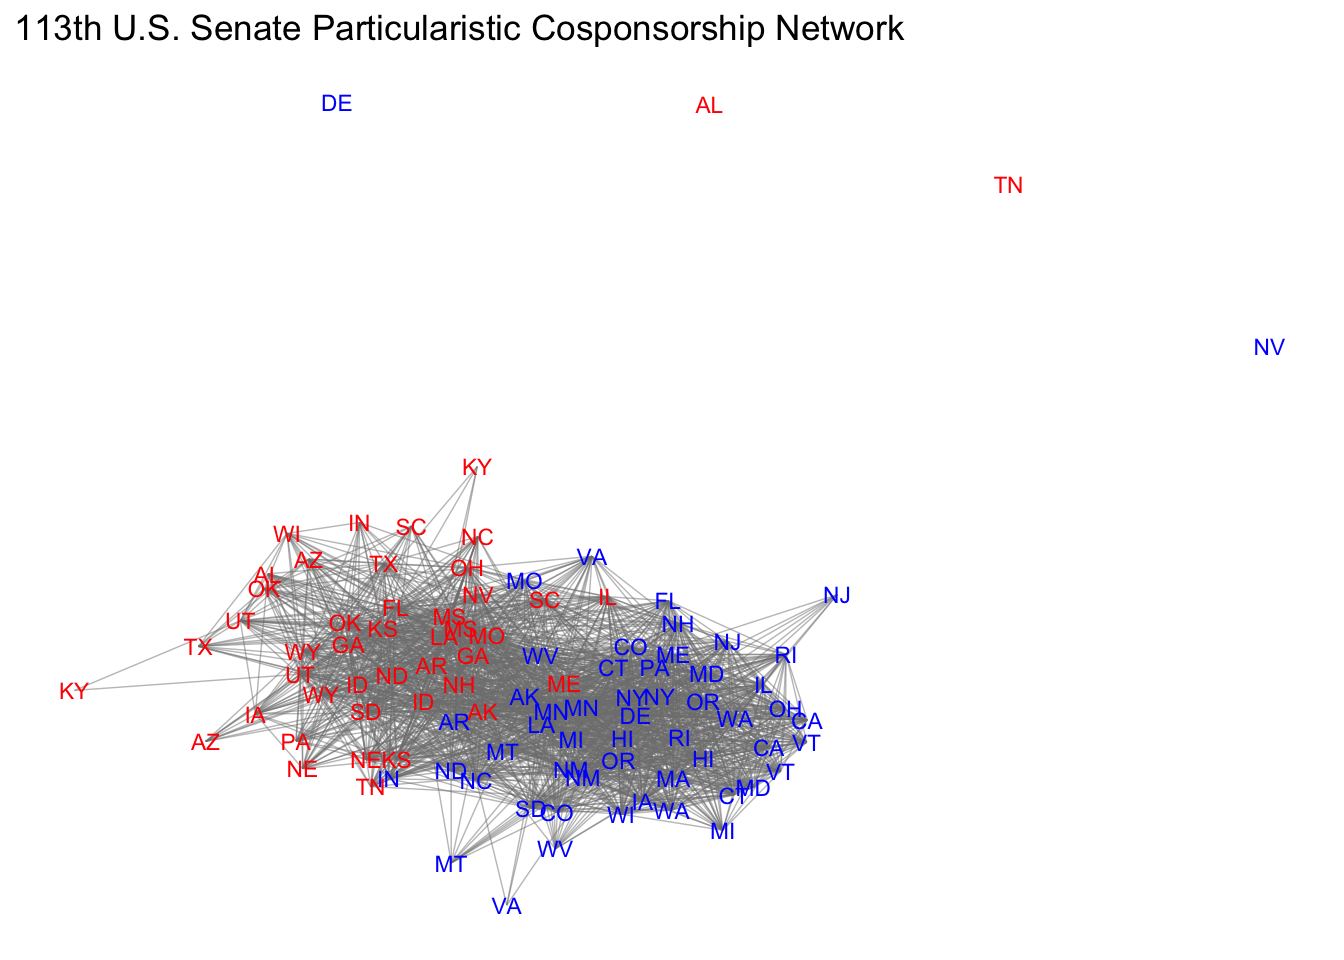 113th U.S. Senate Particularistic Cosponsorship Network
DE
AL
TN
NV
KY
IN
SC
WI
NC
AZ
TX
OH
VA
AL
MO
OK
NV
SC
IL
FL
NJ
FL
MS
UT
OK
KS
MS
NH
LA
MO
NJ
TX
GA
CO
WY
GA
WV
ME
RI
AR
CT
PA
UT
ND
MD
KY
ID
NH
ME
IL
WY
AK
NY
NY
ID
OR
SD
AK
MN
MN
OH
IA
DE
AR
LA
WA
CA
AZ
PA
MI
HI
RI
VT
MT
CA
NE
KS
OR
HI
NE
ND
NM
VT
IN
NC
NM
MA
TN
MD
CT
IA
SD
CO
WI
WA
MI
WV
MT
VA